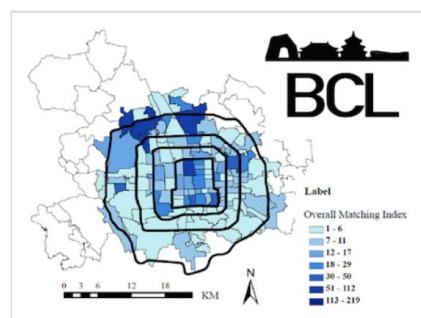 BCL
Label
Overall Matching Index
1 - 6
7 - 11
12 - 17
18 - 29
30 - 50
51 - 112
113 - 219
N
0 3 6 12 18
KM